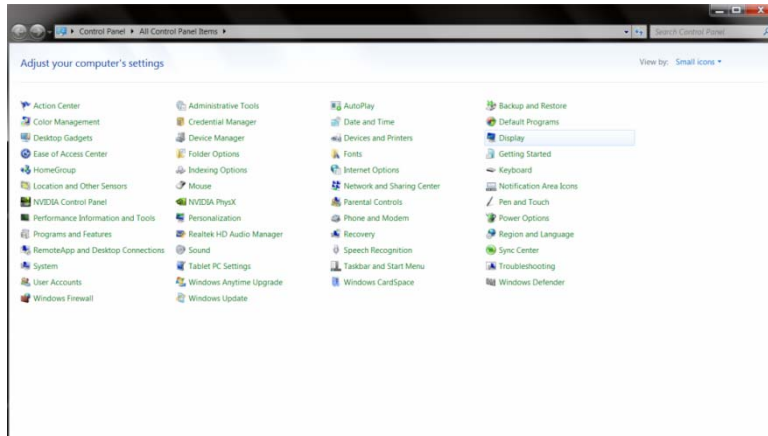 Control Panel ▸ All Control Panel Items ▸ Search Control Panel
Adjust your computer's settings View by: Small icons
Action Center Administrative Tools AutoPlay Backup and Restore
Color Management Credential Manager Date and Time Default Programs
Desktop Gadgets Device Manager Devices and Printers Display
Ease of Access Center Folder Options Fonts Getting Started
HomeGroup Indexing Options Internet Options Keyboard
Location and Other Sensors Mouse Network and Sharing Center Notification Area Icons
NVIDIA Control Panel NVIDIA PhysX Parental Controls Pen and Touch
Performance Information and Tools Personalization Phone and Modem Power Options
Programs and Features Realtek HD Audio Manager Recovery Region and Language
RemoteApp and Desktop Connections Sound Speech Recognition Sync Center
System Tablet PC Settings Taskbar and Start Menu Troubleshooting
User Accounts Windows Anytime Upgrade Windows CardSpace Windows Defender
Windows Firewall Windows Update